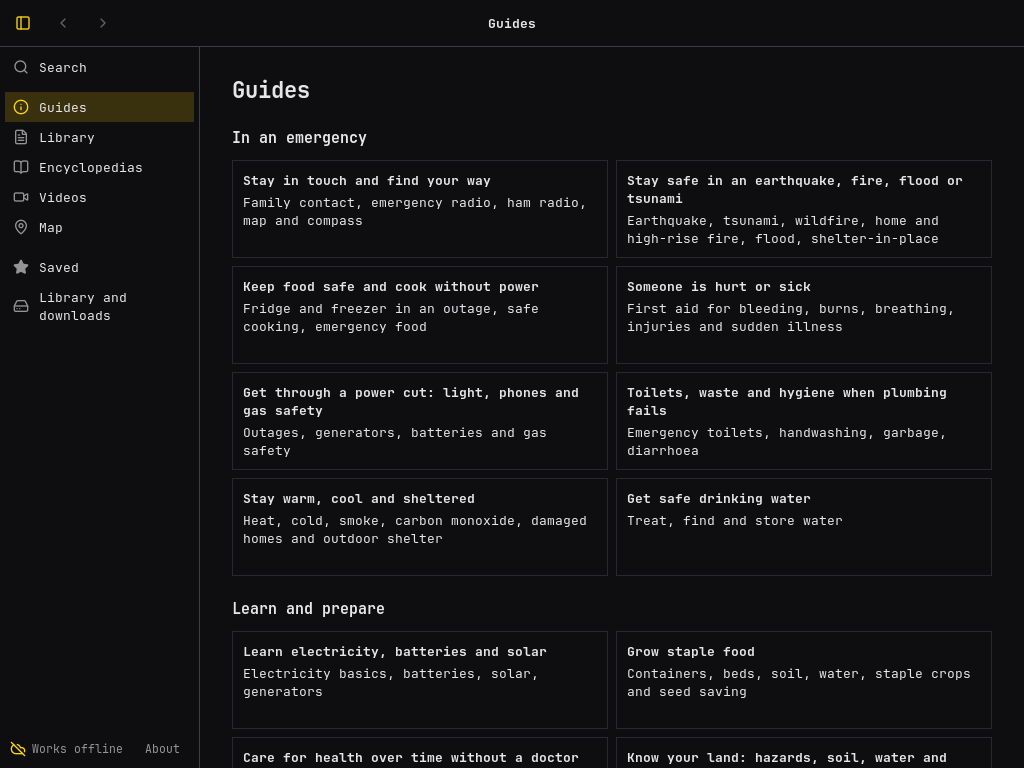 Guides
Search
Guides
Library
Encyclopedias
Videos
Map
Saved
Library and
downloads
Works offline
About
Guides
In an emergency
Stay in touch and find your way
Family contact, emergency radio, ham radio,
map and compass
Stay safe in an earthquake, fire, flood or
tsunami
Earthquake, tsunami, wildfire, home and
high-rise fire, flood, shelter-in-place
Keep food safe and cook without power
Fridge and freezer in an outage, safe
cooking, emergency food
Someone is hurt or sick
First aid for bleeding, burns, breathing,
injuries and sudden illness
Get through a power cut: light, phones and
gas safety
Outages, generators, batteries and gas
safety
Toilets, waste and hygiene when plumbing
fails
Emergency toilets, handwashing, garbage,
diarrhoea
Stay warm, cool and sheltered
Heat, cold, smoke, carbon monoxide, damaged
homes and outdoor shelter
Get safe drinking water
Treat, find and store water
Learn and prepare
Learn electricity, batteries and solar
Electricity basics, batteries, solar,
generators
Grow staple food
Containers, beds, soil, water, staple crops
and seed saving
Care for health over time without a doctor
Know your land: hazards, soil, water and